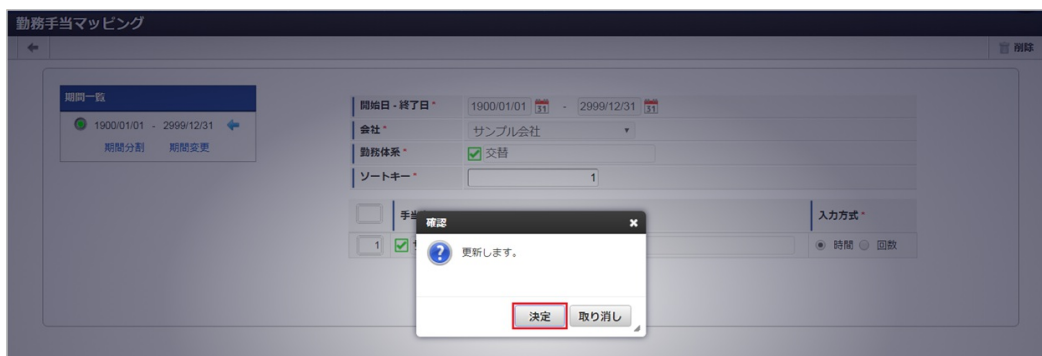 勤務手当マッピング
削除
期間一覧
1900/01/01 - 2999/12/31
期間分割 期間変更
開始日 - 終了日* 1900/01/01 31 - 2999/12/31 31
会社* サンプル会社
勤務体系* 交替
ソートキー* 1
手当 入力方式*
1 時間 回数
確認
更新します。
決定 取り消し